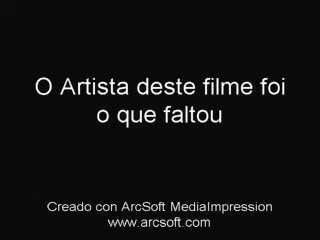 O Artista deste filme foi
o que faltou
Creado con ArcSoft MediaImpression
www.arcsoft.com